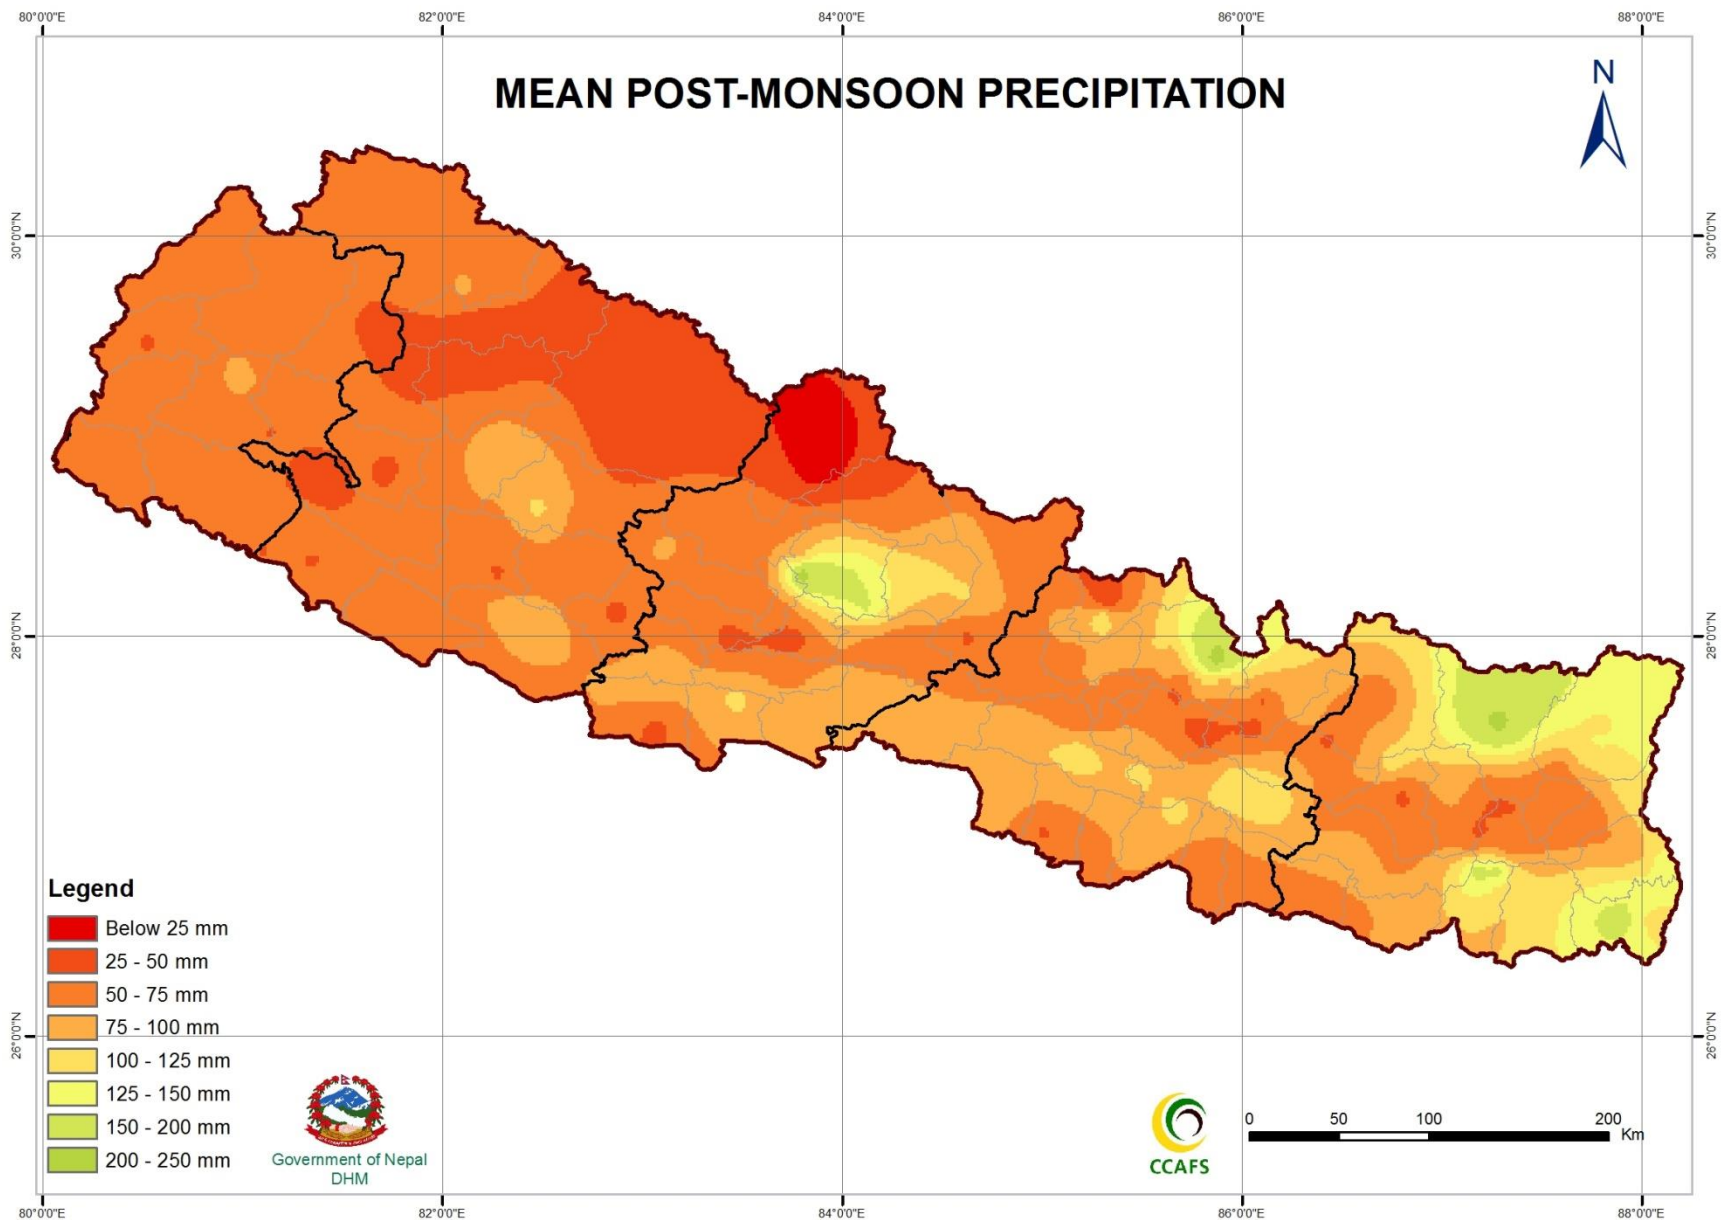 80°0'0"E 82°0'0"E 84°0'0"E 86°0'0"E 88°0'0"E
MEAN POST-MONSOON PRECIPITATION
N
30°0'0"N 30°0'0"N
28°0'0"N 28°0'0"N
Legend
Below 25 mm
25 - 50 mm
50 - 75 mm
75 - 100 mm
100 - 125 mm
125 - 150 mm
150 - 200 mm
200 - 250 mm
26°0'0"N 26°0'0"N
Government of Nepal
DHM
CCAFS
0 50 100 200
Km
80°0'0"E 82°0'0"E 84°0'0"E 86°0'0"E 88°0'0"E